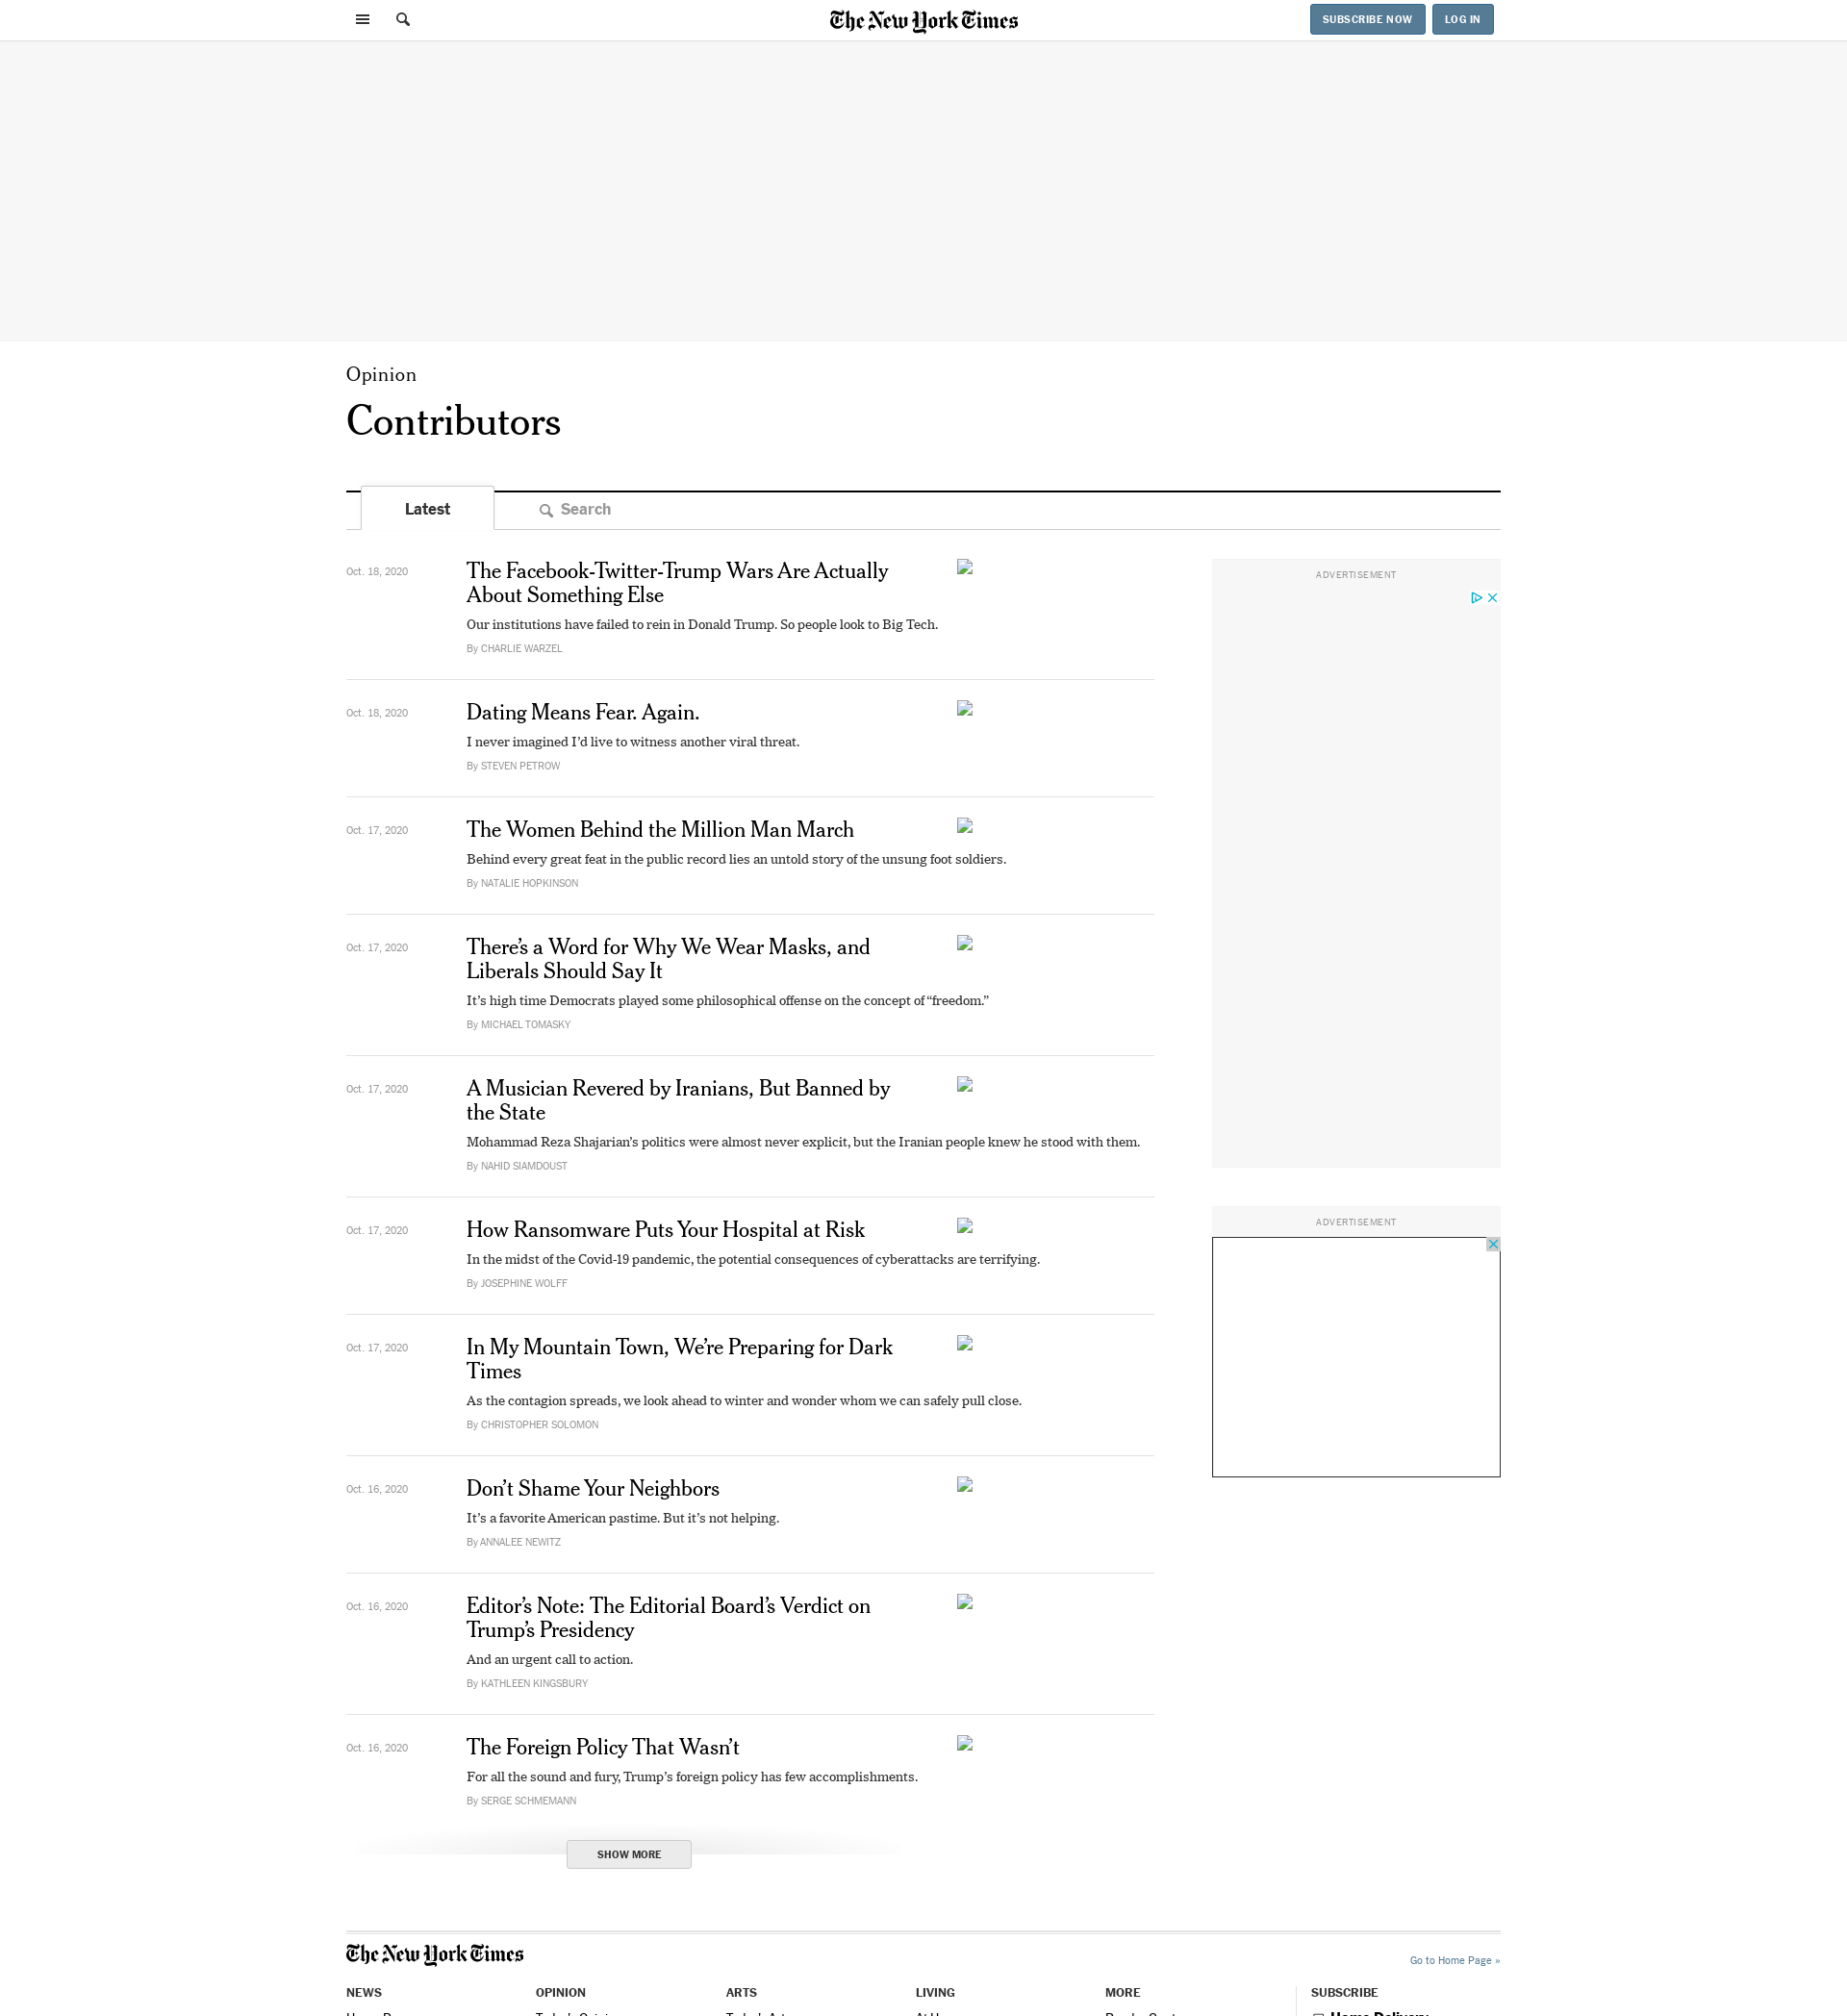 The New York Times
SUBSCRIBE NOW
LOG IN
Opinion
Contributors
Latest
Search
Oct. 18, 2020
The Facebook-Twitter-Trump Wars Are Actually
About Something Else
Our institutions have failed to rein in Donald Trump. So people look to Big Tech.
By CHARLIE WARZEL
Oct. 18, 2020
Dating Means Fear. Again.
I never imagined I’d live to witness another viral threat.
By STEVEN PETROW
Oct. 17, 2020
The Women Behind the Million Man March
Behind every great feat in the public record lies an untold story of the unsung foot soldiers.
By NATALIE HOPKINSON
Oct. 17, 2020
There’s a Word for Why We Wear Masks, and
Liberals Should Say It
It’s high time Democrats played some philosophical offense on the concept of “freedom.”
By MICHAEL TOMASKY
Oct. 17, 2020
A Musician Revered by Iranians, But Banned by
the State
Mohammad Reza Shajarian’s politics were almost never explicit, but the Iranian people knew he stood with them.
By NAHID SIAMDOUST
Oct. 17, 2020
How Ransomware Puts Your Hospital at Risk
In the midst of the Covid-19 pandemic, the potential consequences of cyberattacks are terrifying.
By JOSEPHINE WOLFF
Oct. 17, 2020
In My Mountain Town, We’re Preparing for Dark
Times
As the contagion spreads, we look ahead to winter and wonder whom we can safely pull close.
By CHRISTOPHER SOLOMON
Oct. 16, 2020
Don’t Shame Your Neighbors
It’s a favorite American pastime. But it’s not helping.
By ANNALEE NEWITZ
Oct. 16, 2020
Editor’s Note: The Editorial Board’s Verdict on
Trump’s Presidency
And an urgent call to action.
By KATHLEEN KINGSBURY
Oct. 16, 2020
The Foreign Policy That Wasn’t
For all the sound and fury, Trump’s foreign policy has few accomplishments.
By SERGE SCHMEMANN
SHOW MORE
ADVERTISEMENT
ADVERTISEMENT
The New York Times
Go to Home Page »
NEWS
OPINION
ARTS
LIVING
MORE
SUBSCRIBE
Home Delivery